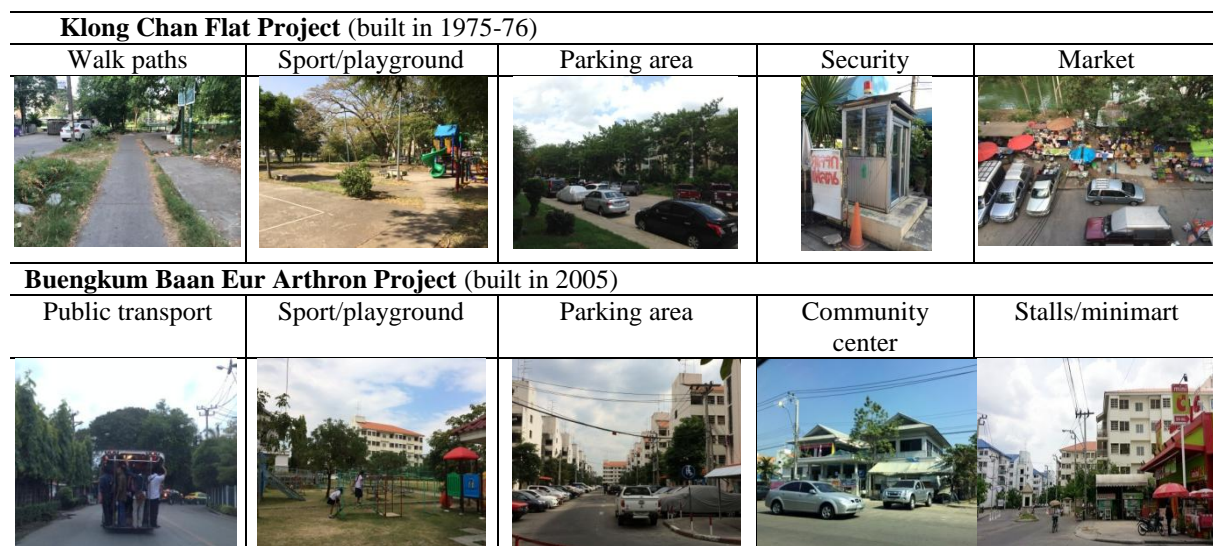 Klong Chan Flat Project (built in 1975-76)
Walk paths Sport/playground Parking area Security Market
Buengkum Baan Eur Arthron Project (built in 2005)
Public transport Sport/playground Parking area Community center Stalls/minimart